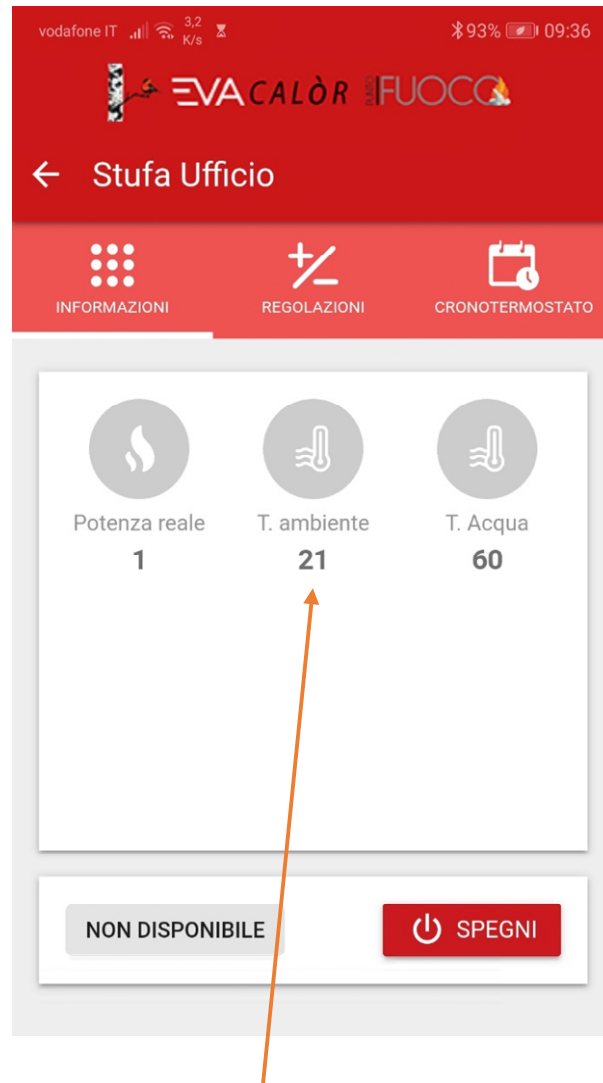 vodafone IT 3,2 K/s 93% 09:36
EVA CALÒR PUNTO FUOCO
Stufa Ufficio
INFORMAZIONI REGOLAZIONI CRONOTERMOSTATO
Potenza reale T. ambiente T. Acqua
1 21 60
NON DISPONIBILE SPEGNI